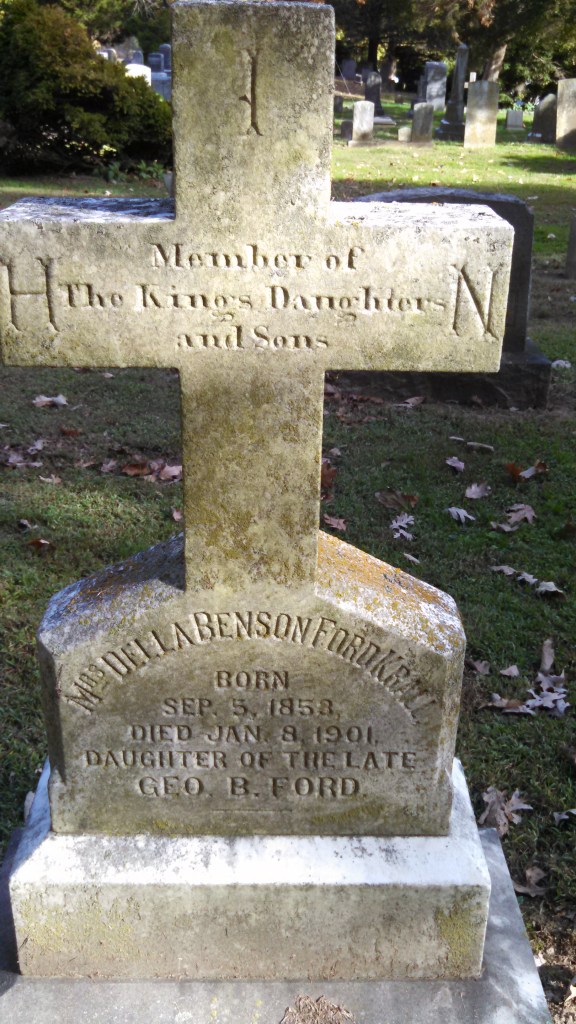 I
Member of
H The Kings Daughters N
and Sons
MRS DELLA BENSON FORD KRALL
BORN
SEP. 5, 1853,
DIED JAN. 8, 1901.
DAUGHTER OF THE LATE
GEO. B. FORD.